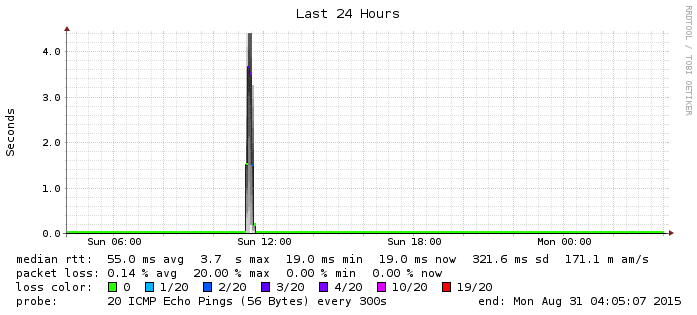 Last 24 Hours
RRDTOOL / TOBI OETIKER
Seconds
4.0
3.0
2.0
1.0
0.0
Sun 06:00 Sun 12:00 Sun 18:00 Mon 00:00
median rtt: 55.0 ms avg 3.7 s max 19.0 ms min 19.0 ms now 321.6 ms sd 171.1 m am/s
packet loss: 0.14 % avg 20.00 % max 0.00 % min 0.00 % now
loss color: 0 1/20 2/20 3/20 4/20 10/20 19/20
probe: 20 ICMP Echo Pings (56 Bytes) every 300s end: Mon Aug 31 04:05:07 2015